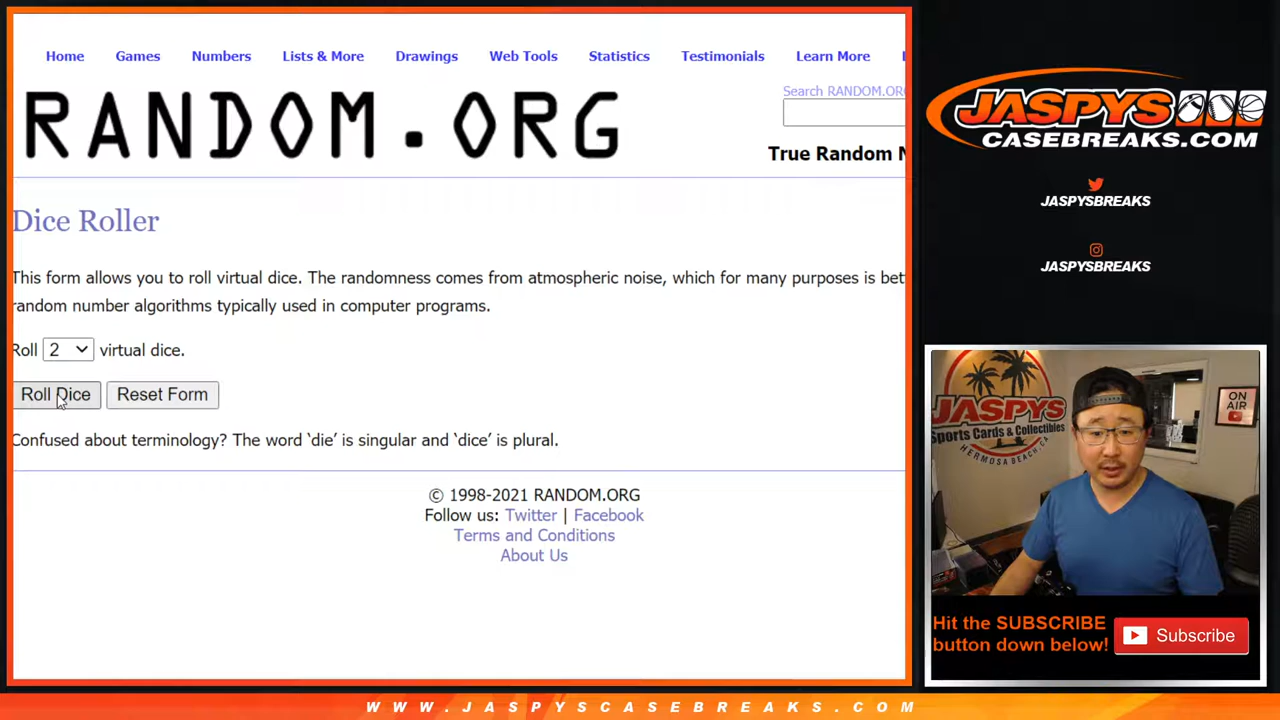 Home Games Numbers Lists & More Drawings Web Tools Statistics Testimonials Learn More
RANDOM.ORG
Search RANDOM.ORG
True Random N
Dice Roller
This form allows you to roll virtual dice. The randomness comes from atmospheric noise, which for many purposes is bet
random number algorithms typically used in computer programs.
Roll 2 virtual dice.
Roll Dice Reset Form
Confused about terminology? The word ‘die’ is singular and ‘dice’ is plural.
© 1998-2021 RANDOM.ORG
Follow us: Twitter | Facebook
Terms and Conditions
About Us
JASPYS
CASEBREAKS.COM
JASPYSBREAKS
JASPYSBREAKS
JASPYS
Sports Cards & Collectibles
HERMOSA BEACH, CA
ON AIR
Hit the SUBSCRIBE
button down below!
Subscribe
WWW.JASPYSCASEBREAKS.COM